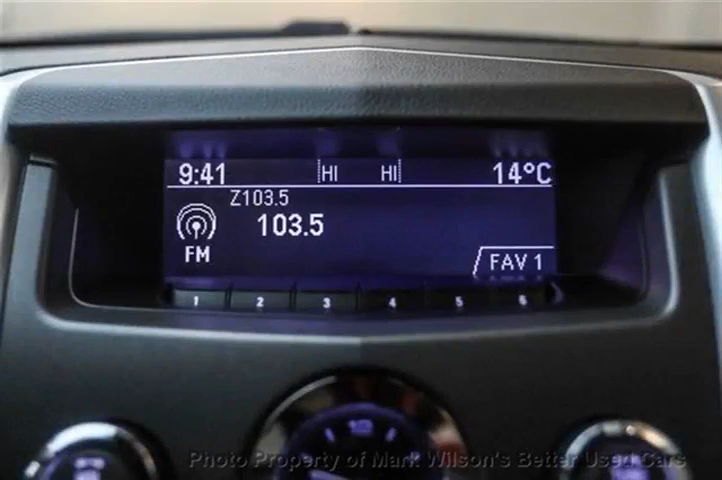 9:41 HI HI 14°C
Z103.5
103.5
FM
FAV 1
1 2 3 4 5 6
Photo Property of Mark Wilson's Better Used Cars